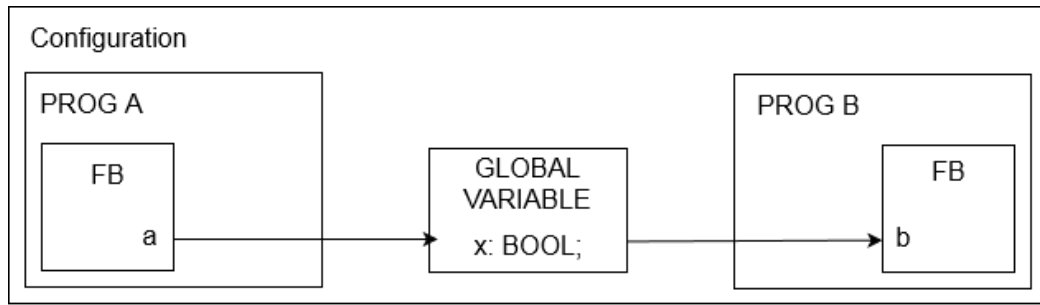 Configuration
PROG A
FB
a
GLOBAL
VARIABLE
x: BOOL;
PROG B
FB
b